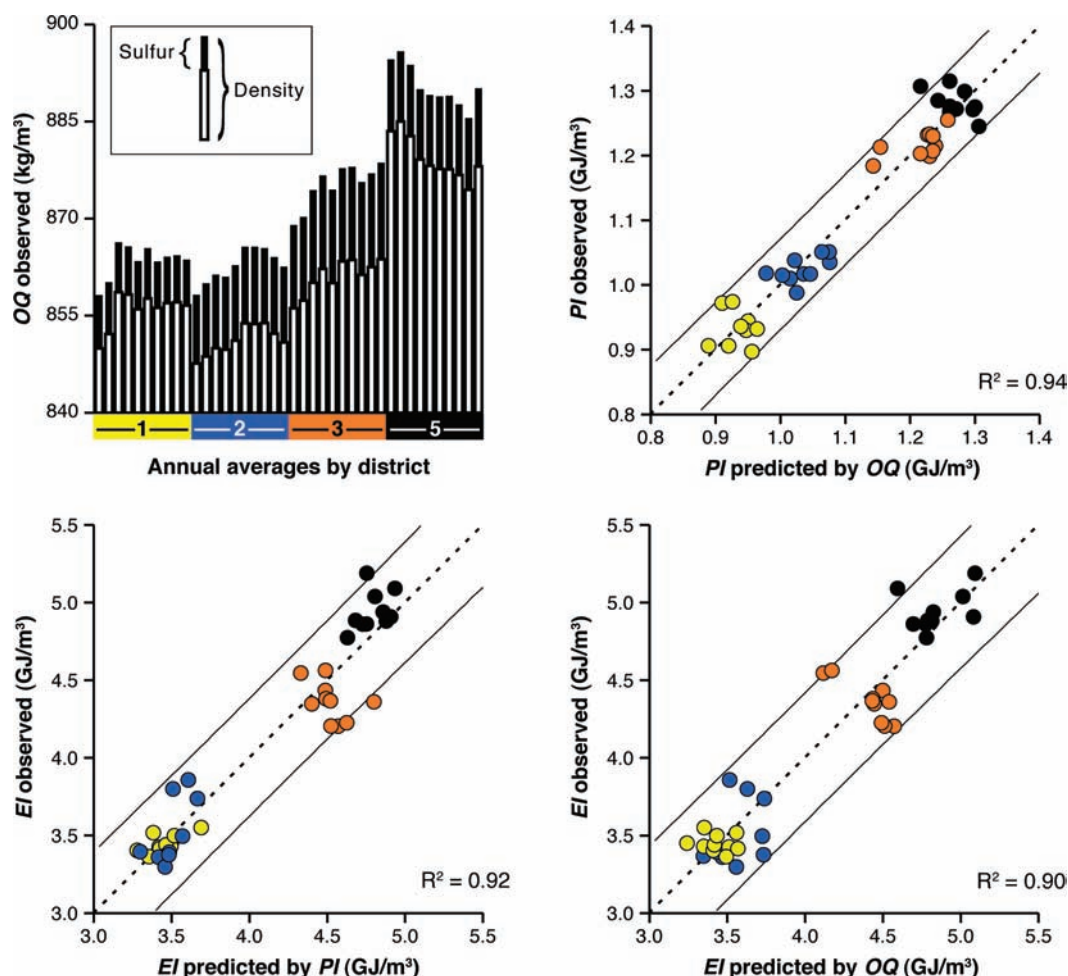 900
885
870
855
840
OQ observed (kg/m³)
Sulfur
Density
1
2
3
5
Annual averages by district
1.4
1.3
1.2
1.1
1.0
0.9
0.8
PI observed (GJ/m³)
R² = 0.94
0.8 0.9 1.0 1.1 1.2 1.3 1.4
PI predicted by OQ (GJ/m³)
5.5
5.0
4.5
4.0
3.5
3.0
EI observed (GJ/m³)
R² = 0.92
3.0 3.5 4.0 4.5 5.0 5.5
EI predicted by PI (GJ/m³)
5.5
5.0
4.5
4.0
3.5
3.0
EI observed (GJ/m³)
R² = 0.90
3.0 3.5 4.0 4.5 5.0 5.5
EI predicted by OQ (GJ/m³)